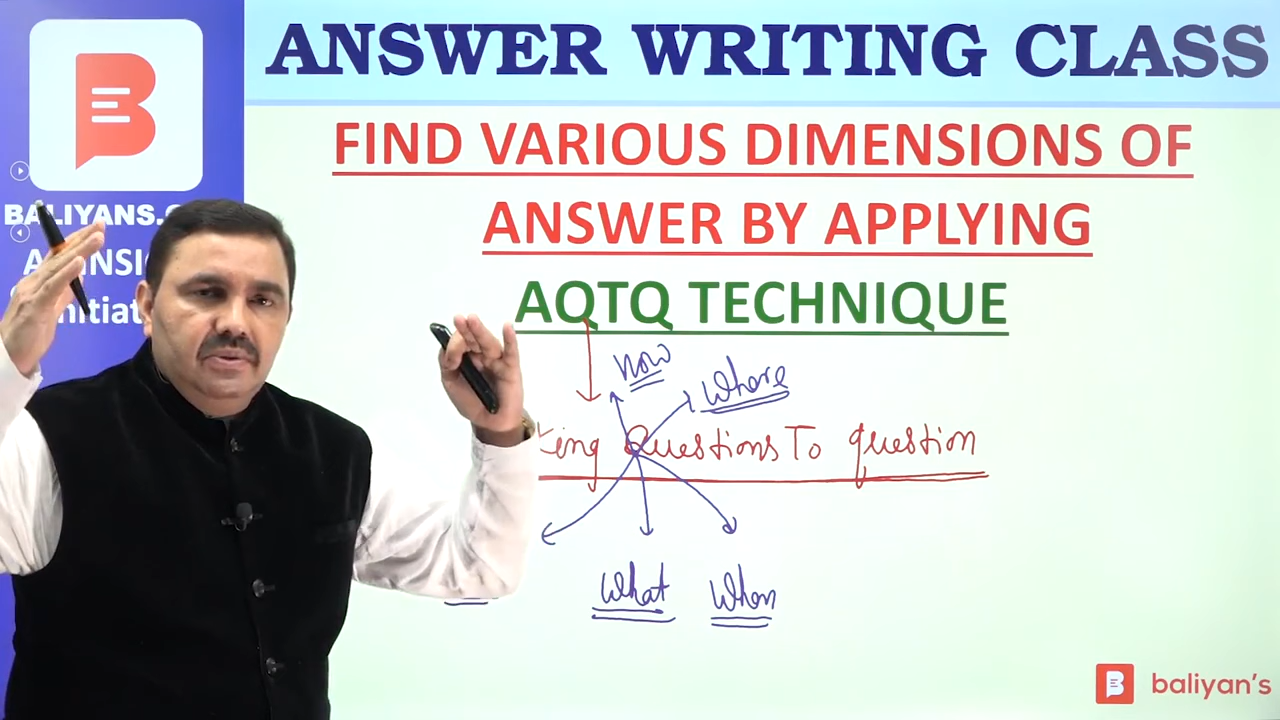 ANSWER WRITING CLASS
FIND VARIOUS DIMENSIONS OF
ANSWER BY APPLYING
AQTQ TECHNIQUE
BALIYANS.
How
Where
Questions To question
What
When
baliyan's